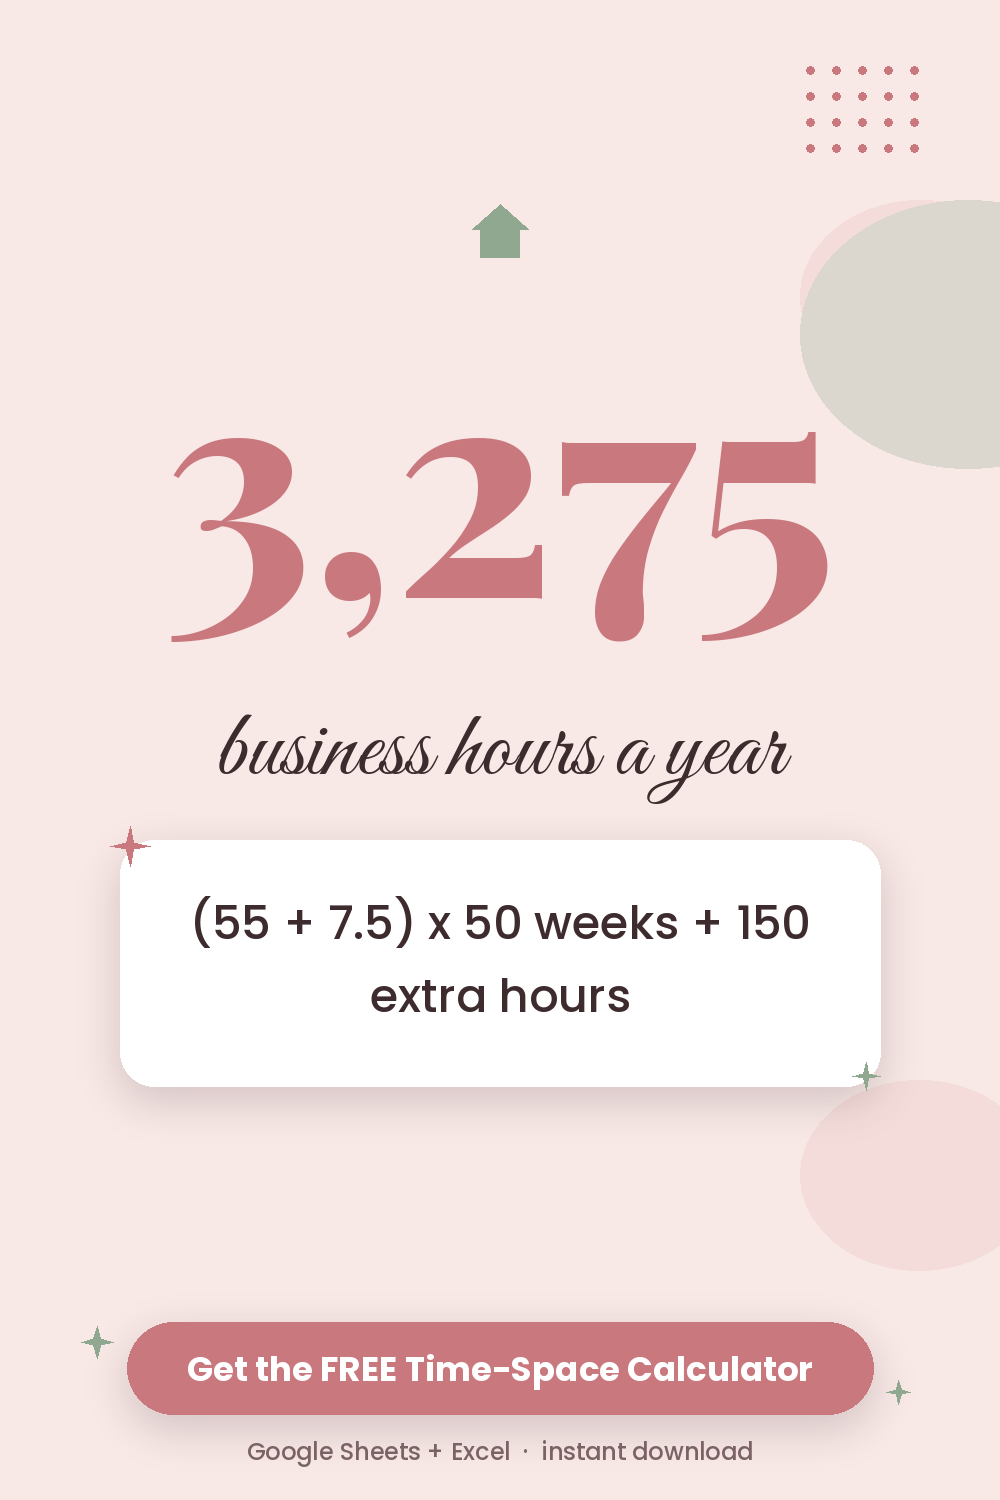 3,275
business hours a year
(55 + 7.5) x 50 weeks + 150
extra hours
Get the FREE Time-Space Calculator
Google Sheets + Excel · instant download